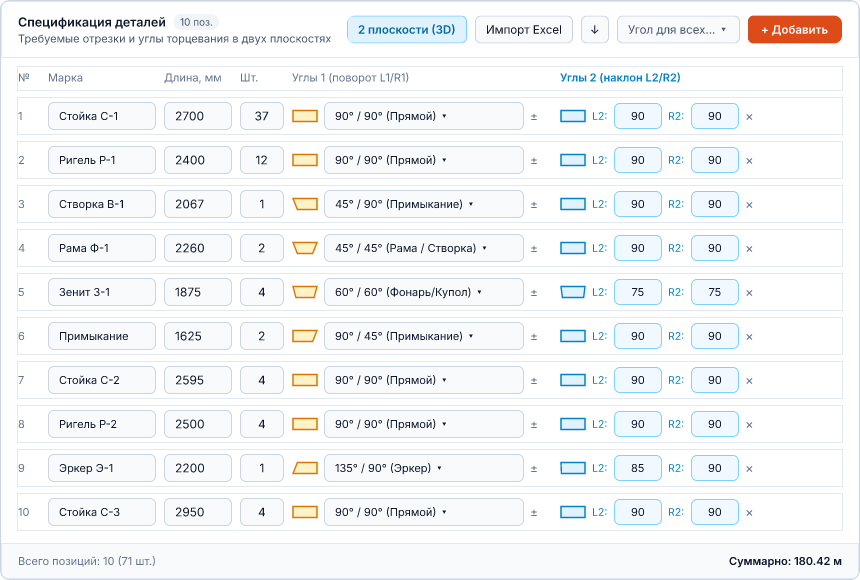 Спецификация деталей 10 поз.
Требуемые отрезки и углы торцевания в двух плоскостях
2 плоскости (3D) Импорт Excel ↓ Угол для всех... ▾ + Добавить
№ Марка Длина, мм Шт. Углы 1 (поворот L1/R1) Углы 2 (наклон L2/R2)
1 Стойка С-1 2700 37 90° / 90° (Прямой) ▾ ± L2: 90 R2: 90 ×
2 Ригель Р-1 2400 12 90° / 90° (Прямой) ▾ ± L2: 90 R2: 90 ×
3 Створка В-1 2067 1 45° / 90° (Примыкание) ▾ ± L2: 90 R2: 90 ×
4 Рама Ф-1 2260 2 45° / 45° (Рама / Створка) ▾ ± L2: 90 R2: 90 ×
5 Зенит З-1 1875 4 60° / 60° (Фонарь/Купол) ▾ ± L2: 75 R2: 75 ×
6 Примыкание 1625 2 90° / 45° (Примыкание) ▾ ± L2: 90 R2: 90 ×
7 Стойка С-2 2595 4 90° / 90° (Прямой) ▾ ± L2: 90 R2: 90 ×
8 Ригель Р-2 2500 4 90° / 90° (Прямой) ▾ ± L2: 90 R2: 90 ×
9 Эркер Э-1 2200 1 135° / 90° (Эркер) ▾ ± L2: 85 R2: 90 ×
10 Стойка С-3 2950 4 90° / 90° (Прямой) ▾ ± L2: 90 R2: 90 ×
Всего позиций: 10 (71 шт.) Суммарно: 180.42 м